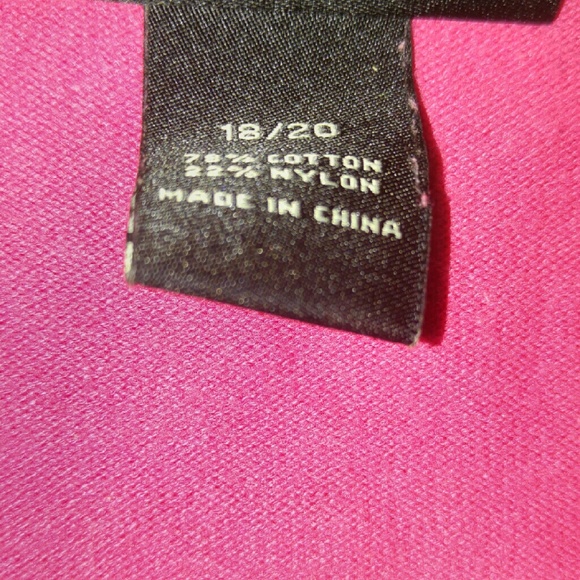 18/20
78% COTTON
22% NYLON
MADE IN CHINA